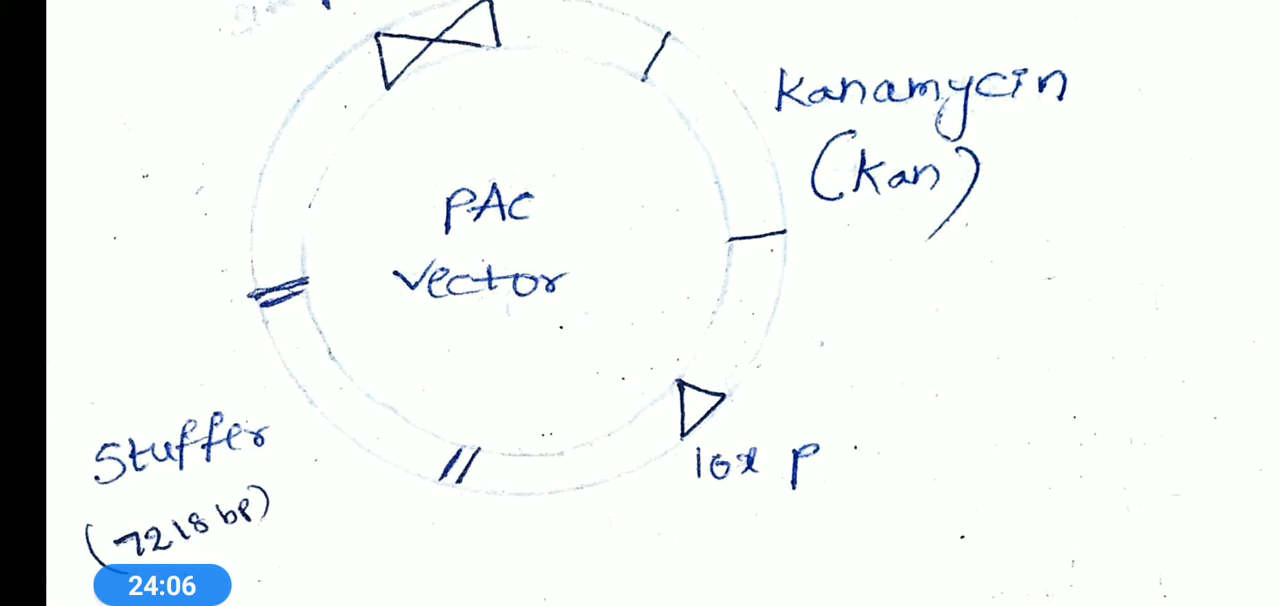 Kanamycin
(Kan)
PAC
vector
lox P
Stuffer
(7218 bp)
24:06